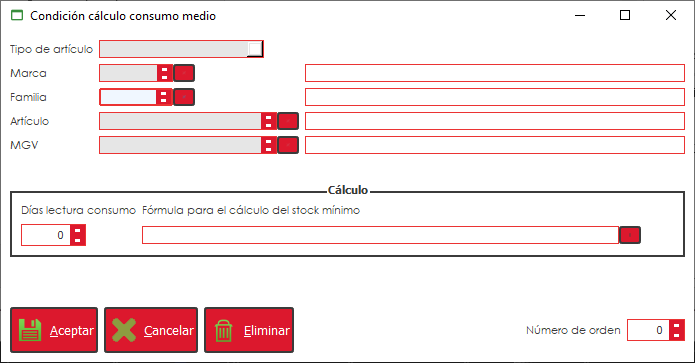 Condición cálculo consumo medio
Tipo de artículo
Marca
Familia
Artículo
MGV
Cálculo
Días lectura consumo Fórmula para el cálculo del stock mínimo
0
Aceptar Cancelar Eliminar Número de orden 0